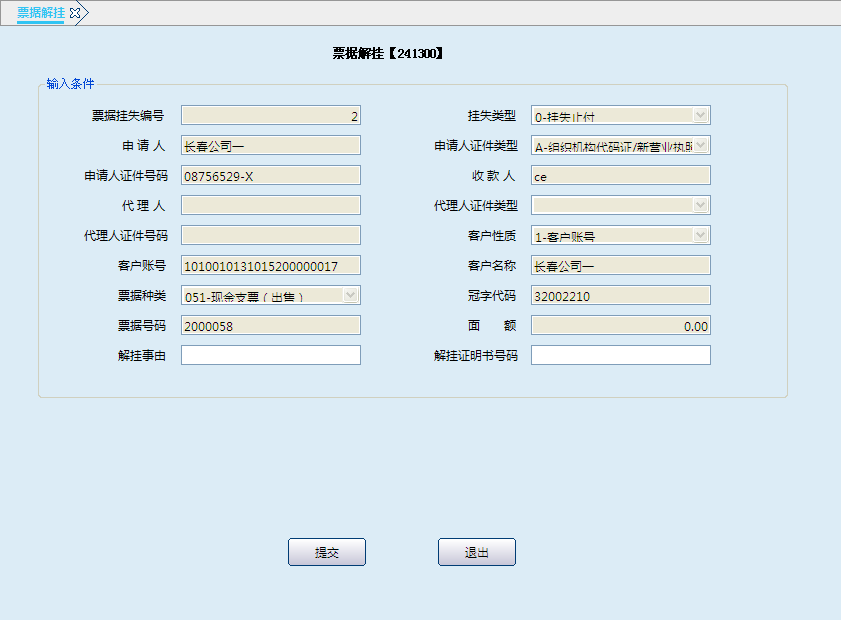 票据解挂
票据解挂【241300】
输入条件
票据挂失编号 2 挂失类型 0-挂失止付
申 请 人 长春公司一 申请人证件类型 A-组织机构代码证/新营业执照
申请人证件号码 08756529-X 收 款 人 ce
代 理 人 代理人证件类型
代理人证件号码 客户性质 1-客户账号
客户账号 1010010131015200000017 客户名称 长春公司一
票据种类 051-现金支票（出售） 冠字代码 32002210
票据号码 2000058 面 额 0.00
解挂事由 解挂证明书号码
提交 退出